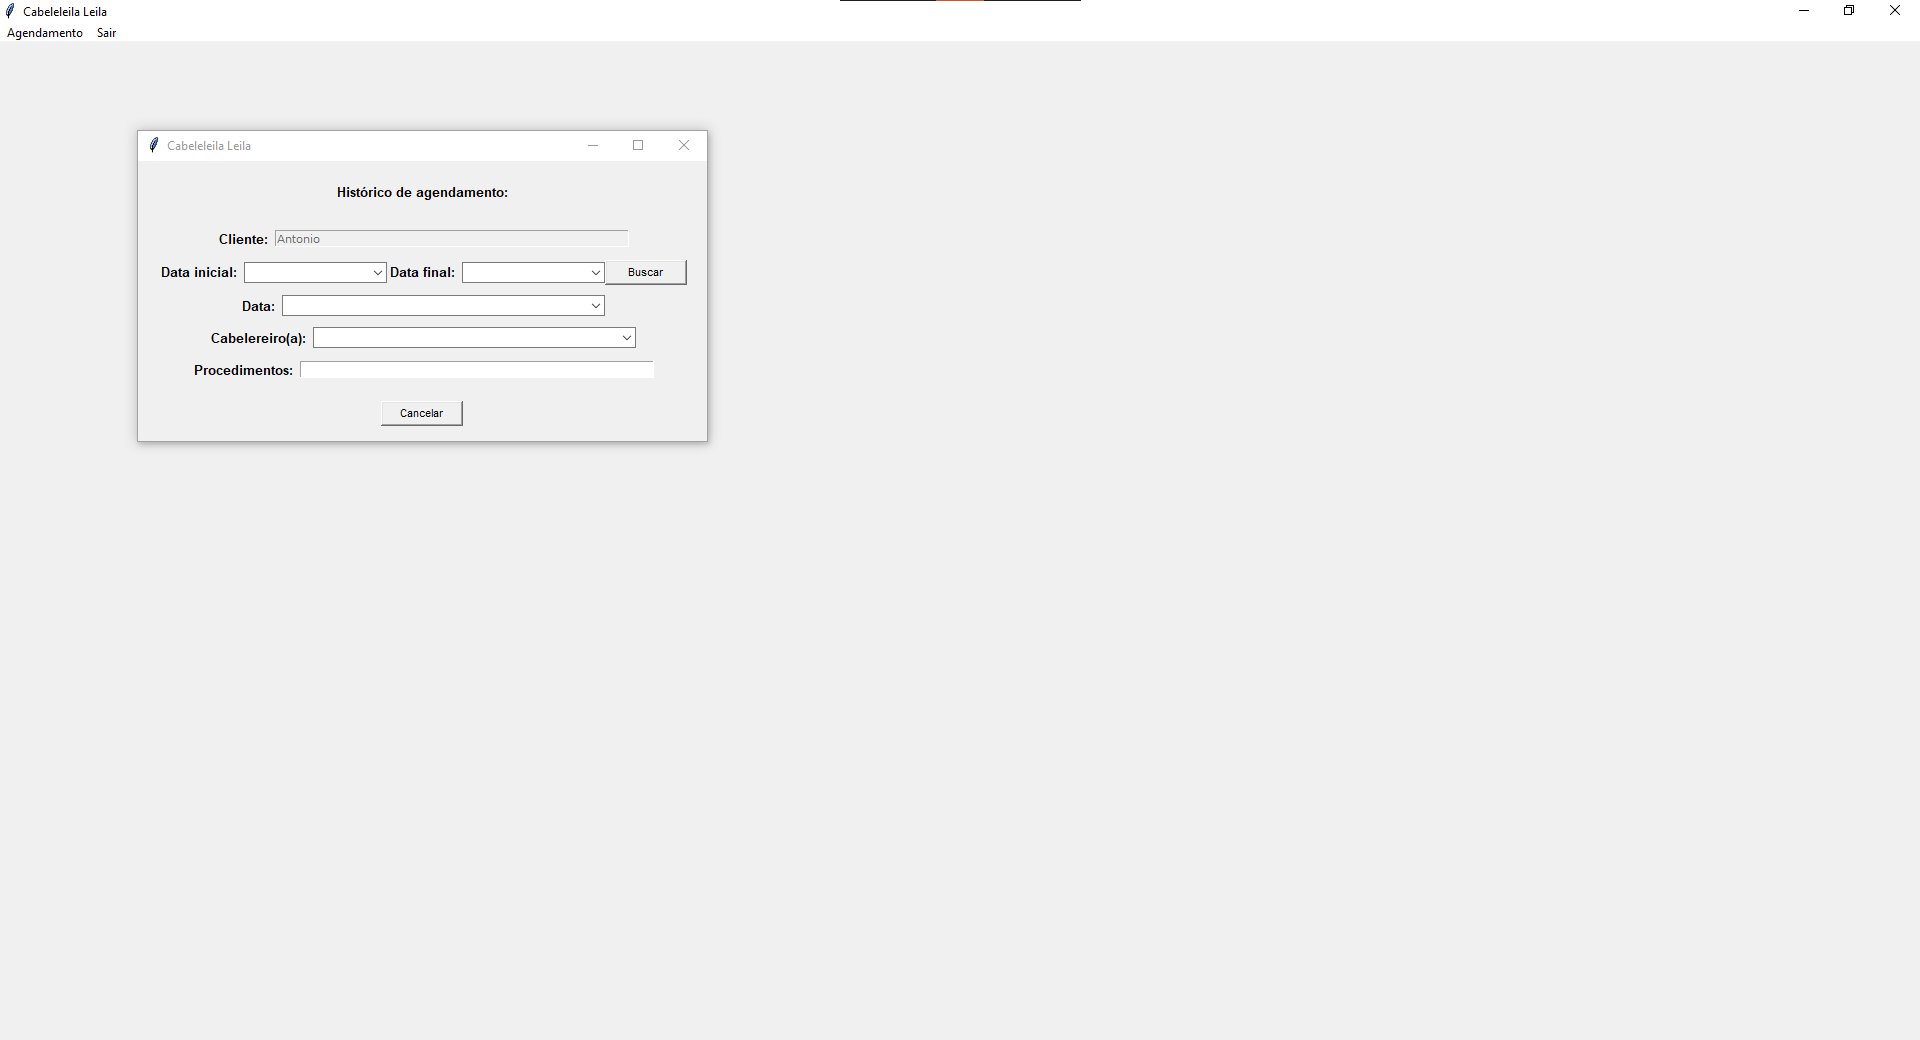 Cabeleleila Leila
Agendamento Sair
Cabeleleila Leila
Histórico de agendamento:
Cliente: Antonio
Data inicial: Data final: Buscar
Data:
Cabelereiro(a):
Procedimentos:
Cancelar